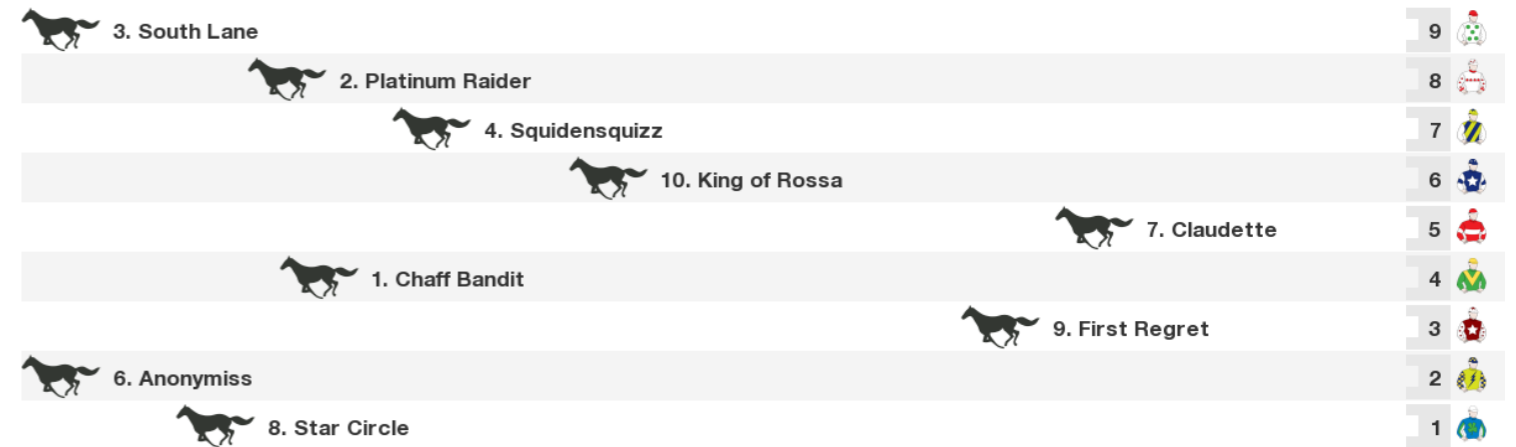 3. South Lane 9
2. Platinum Raider 8
4. Squidensquizz 7
10. King of Rossa 6
7. Claudette 5
1. Chaff Bandit 4
9. First Regret 3
6. Anonymiss 2
8. Star Circle 1